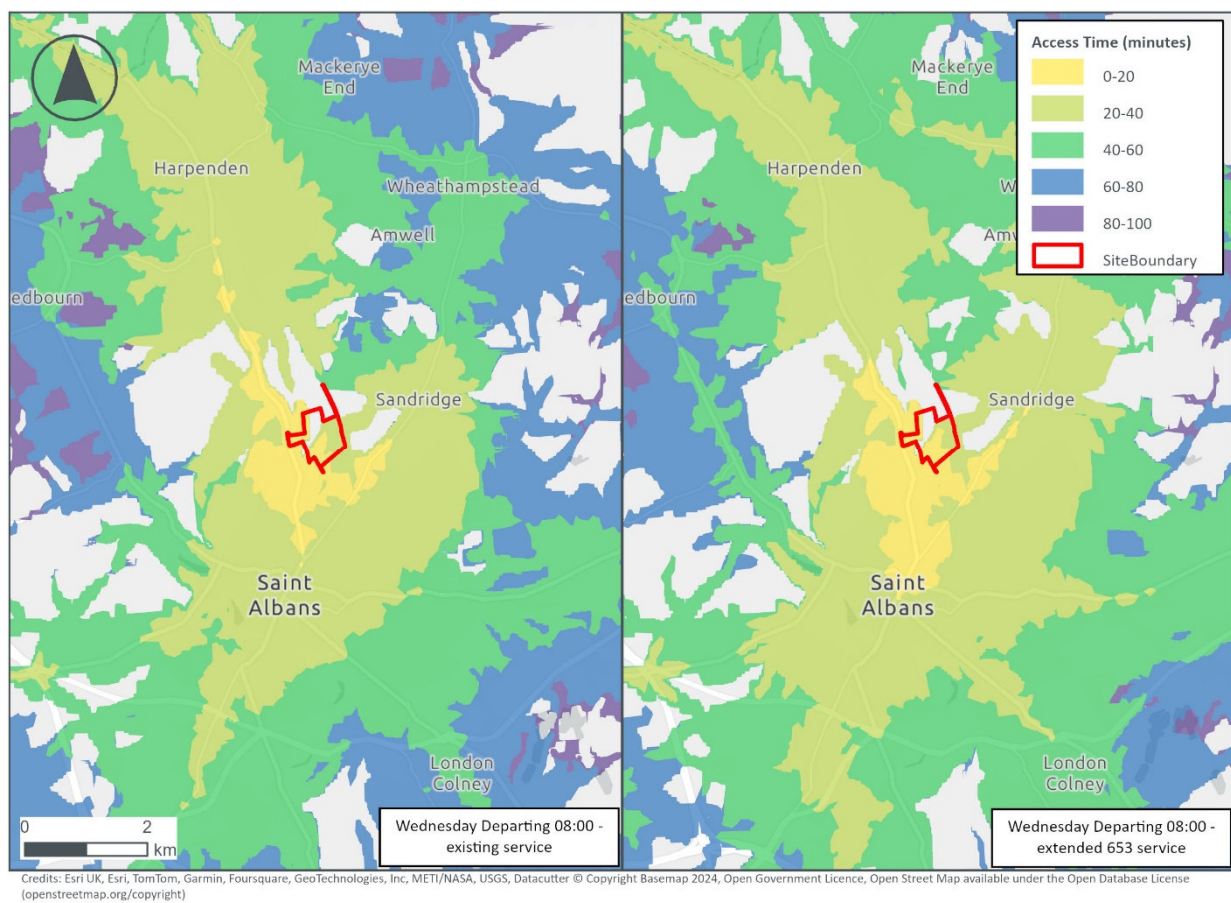 Mackerye
End
Harpenden
Wheathampstead
Amwell
edbourn
Sandridge
Saint
Albans
London
Colney
0 2
km
Wednesday Departing 08:00 -
existing service
Mackerye
End
Harpenden
W
Amw
edbourn
Sandridge
Saint
Albans
London
Colney
Access Time (minutes)
0-20
20-40
40-60
60-80
80-100
SiteBoundary
Wednesday Departing 08:00 -
extended 653 service
Credits: Esri UK, Esri, TomTom, Garmin, Foursquare, GeoTechnologies, Inc, METI/NASA, USGS, Datacutter © Copyright Basemap 2024, Open Government Licence, Open Street Map available under the Open Database License
(openstreetmap.org/copyright)